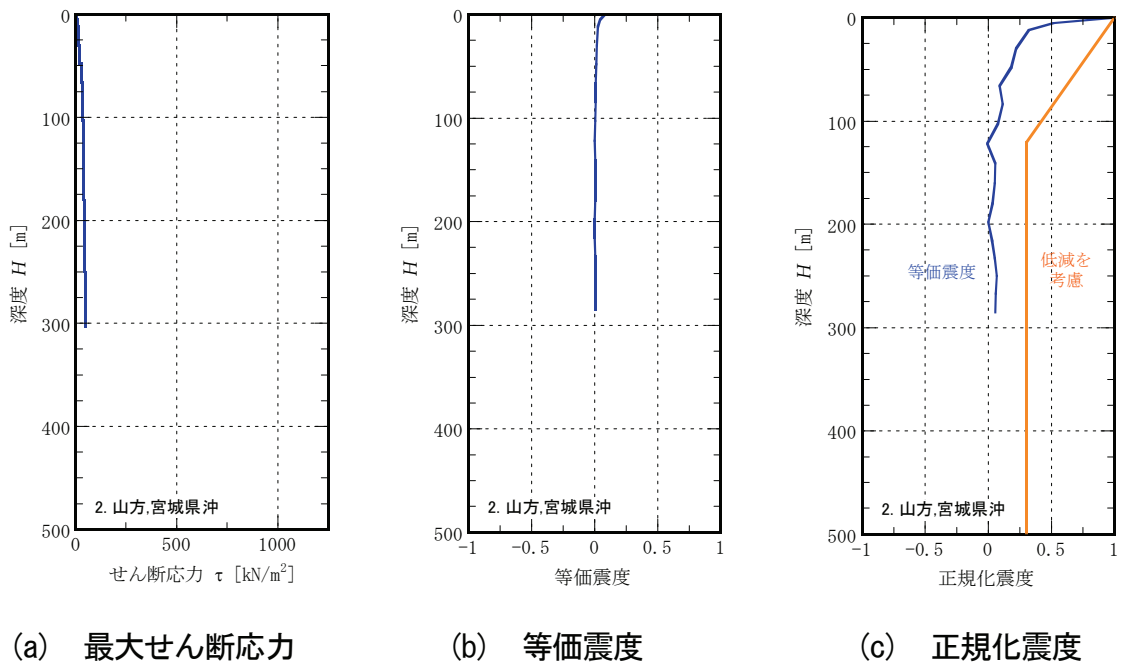 0
100
200
300
400
500
深度 H [m]
2. 山方,宮城県沖
0
500
1000
せん断応力 τ [kN/m²]
(a) 最大せん断応力
0
100
200
300
400
500
深度 H [m]
2. 山方,宮城県沖
-1
-0.5
0
0.5
1
等価震度
(b) 等価震度
0
100
200
300
400
500
深度 H [m]
等価震度
低減を
考慮
2. 山方,宮城県沖
-1
-0.5
0
0.5
1
正規化震度
(c) 正規化震度